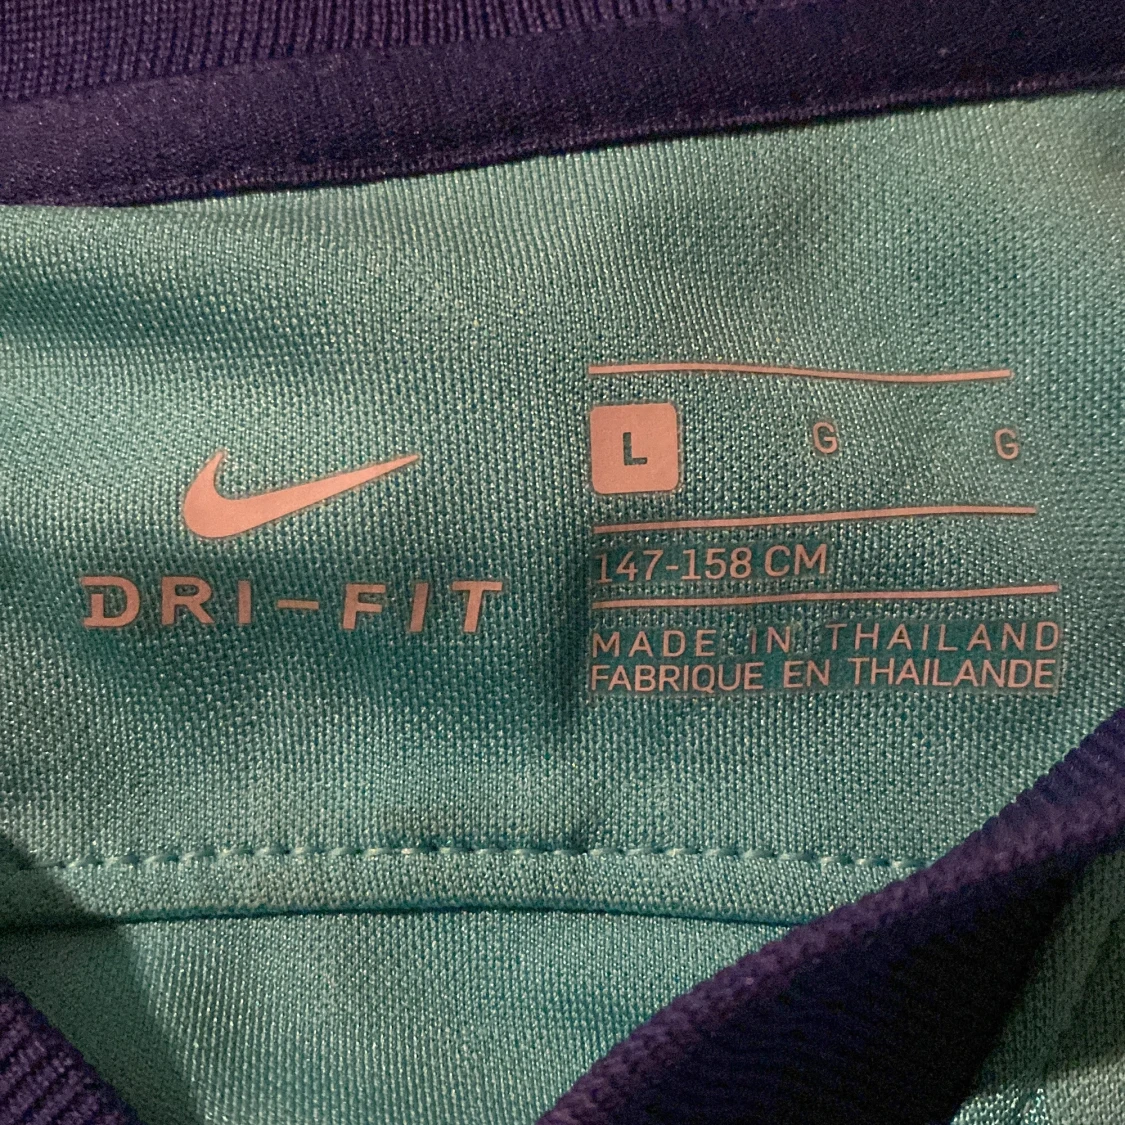 DRI-FIT
L G G
147-158 CM
MADE IN THAILAND
FABRIQUE EN THAILANDE